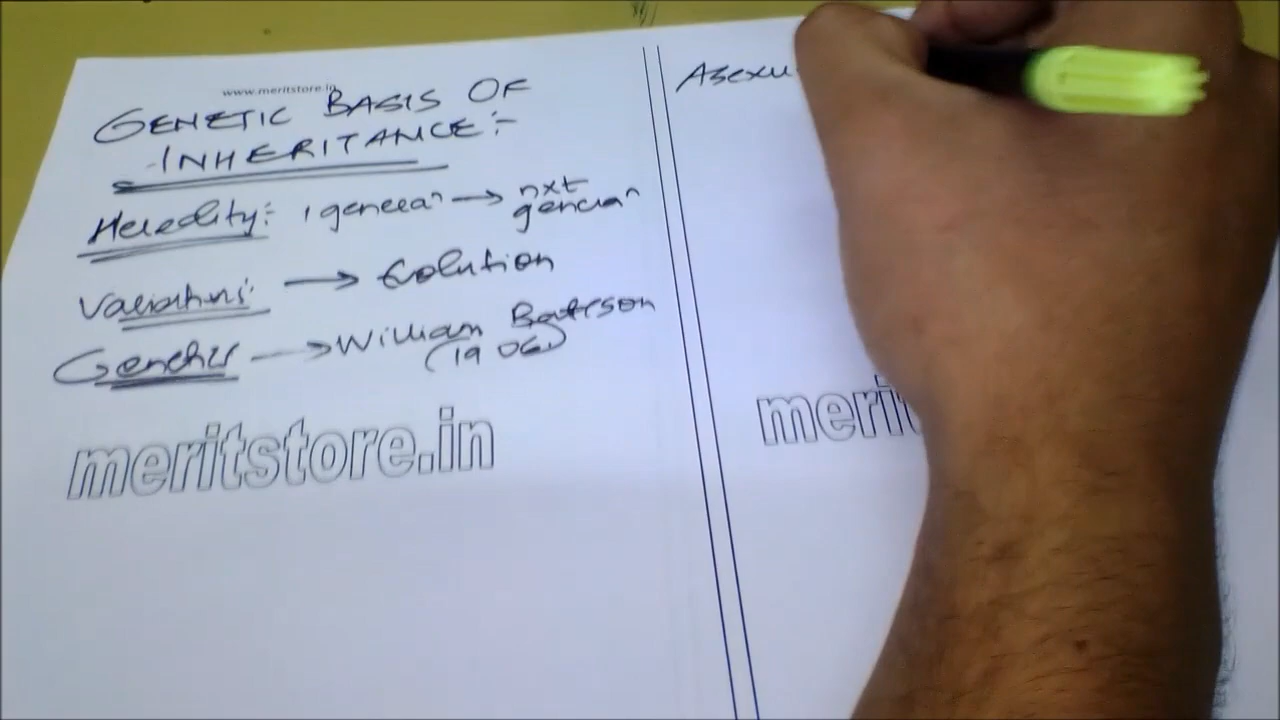 www.meritstore.in
GENETIC BASIS OF
INHERITANCE:-
Heredity:- 1 generaⁿ → nxt
generaⁿ
Variations: → Evolution
Genetics → William Bateson
(1906)
meritstore.in
Asexu
merit